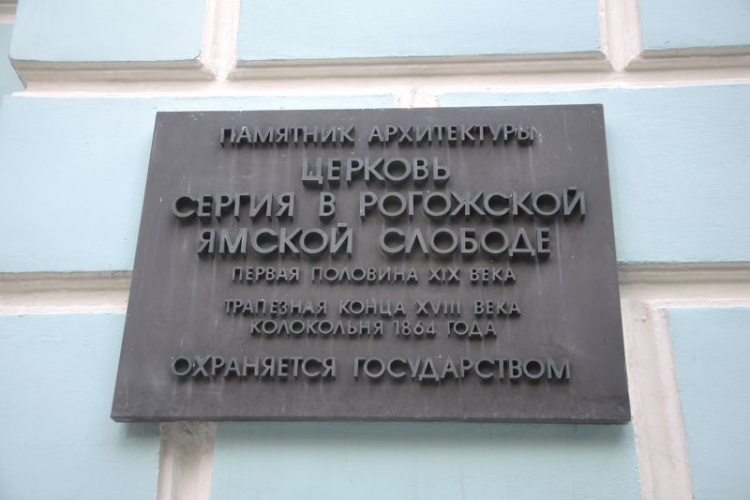 ПАМЯТНИК АРХИТЕКТУРЫ
ЦЕРКОВЬ
СЕРГИЯ В РОГОЖСКОЙ
ЯМСКОЙ СЛОБОДЕ
ПЕРВАЯ ПОЛОВИНА XIX ВЕКА
ТРАПЕЗНАЯ КОНЦА XVIII ВЕКА
КОЛОКОЛЬНЯ 1864 ГОДА
ОХРАНЯЕТСЯ ГОСУДАРСТВОМ